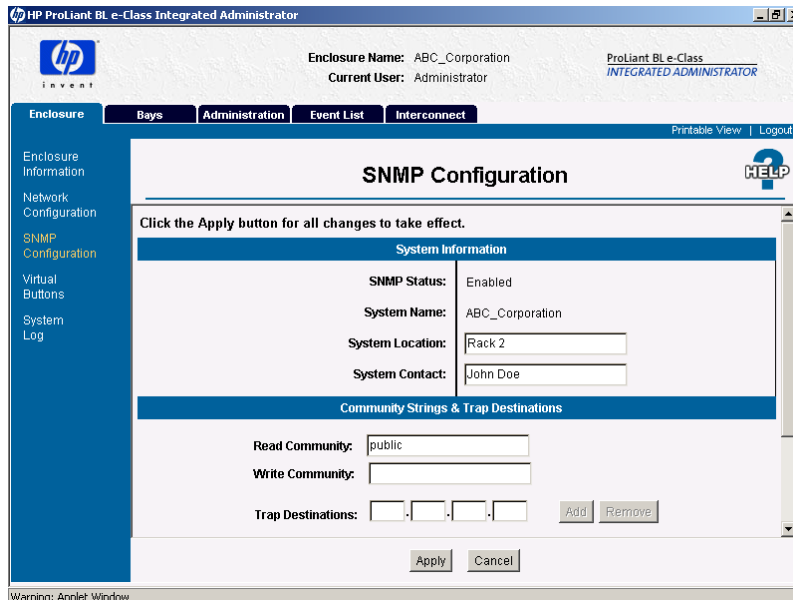 HP ProLiant BL e-Class Integrated Administrator
hp
invent
Enclosure Name: ABC_Corporation
Current User: Administrator
ProLiant BL e-Class
INTEGRATED ADMINISTRATOR
Enclosure Bays Administration Event List Interconnect
Printable View | Logout
Enclosure
Information
Network
Configuration
SNMP
Configuration
Virtual
Buttons
System
Log
SNMP Configuration
HELP
Click the Apply button for all changes to take effect.
System Information
SNMP Status: Enabled
System Name: ABC_Corporation
System Location: Rack 2
System Contact: John Doe
Community Strings & Trap Destinations
Read Community: public
Write Community:
Trap Destinations: . . . Add Remove
Apply Cancel
Warning: Applet Window